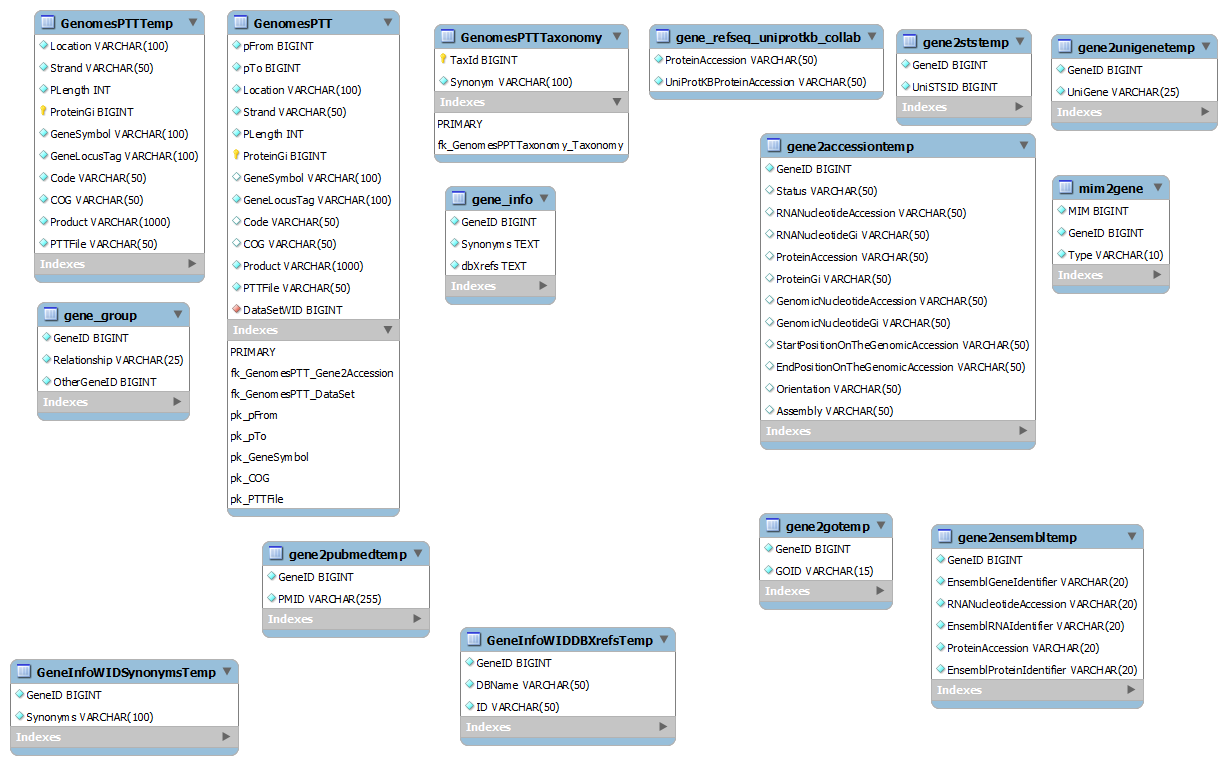 GenomesPTTTemp
Location VARCHAR(100)
Strand VARCHAR(50)
PLength INT
ProteinGi BIGINT
GeneSymbol VARCHAR(100)
GeneLocusTag VARCHAR(100)
Code VARCHAR(50)
COG VARCHAR(50)
Product VARCHAR(1000)
PTTFile VARCHAR(50)
Indexes
GenomesPTT
pFrom BIGINT
pTo BIGINT
Location VARCHAR(100)
Strand VARCHAR(50)
PLength INT
ProteinGi BIGINT
GeneSymbol VARCHAR(100)
GeneLocusTag VARCHAR(100)
Code VARCHAR(50)
COG VARCHAR(50)
Product VARCHAR(1000)
PTTFile VARCHAR(50)
DataSetWID BIGINT
Indexes
PRIMARY
fk_GenomesPTT_Gene2Accession
fk_GenomesPTT_DataSet
pk_pFrom
pk_pTo
pk_GeneSymbol
pk_COG
pk_PTTFile
GenomesPTTTaxonomy
TaxId BIGINT
Synonym VARCHAR(100)
Indexes
PRIMARY
fk_GenomesPPTTaxonomy_Taxonomy
gene_refseq_uniprotkb_collab
ProteinAccession VARCHAR(50)
UniProtKBProteinAccession VARCHAR(50)
gene2ststemp
GeneID BIGINT
UniSTSID BIGINT
Indexes
gene2unigenetemp
GeneID BIGINT
UniGene VARCHAR(25)
Indexes
gene2accessiontemp
GeneID BIGINT
Status VARCHAR(50)
RNANucleotideAccession VARCHAR(50)
RNANucleotideGi VARCHAR(50)
ProteinAccession VARCHAR(50)
ProteinGi VARCHAR(50)
GenomicNucleotideAccession VARCHAR(50)
GenomicNucleotideGi VARCHAR(50)
StartPositionOnTheGenomicAccession VARCHAR(50)
EndPositionOnTheGenomicAccession VARCHAR(50)
Orientation VARCHAR(50)
Assembly VARCHAR(50)
Indexes
mim2gene
MIM BIGINT
GeneID BIGINT
Type VARCHAR(10)
Indexes
gene_info
GeneID BIGINT
Synonyms TEXT
dbXrefs TEXT
Indexes
gene_group
GeneID BIGINT
Relationship VARCHAR(25)
OtherGeneID BIGINT
Indexes
gene2pubmedtemp
GeneID BIGINT
PMID VARCHAR(255)
Indexes
gene2gotemp
GeneID BIGINT
GOID VARCHAR(15)
Indexes
gene2ensembltemp
GeneID BIGINT
EnsemblGeneIdentifier VARCHAR(20)
RNANucleotideAccession VARCHAR(20)
EnsemblRNAIdentifier VARCHAR(20)
ProteinAccession VARCHAR(20)
EnsemblProteinIdentifier VARCHAR(20)
Indexes
GeneInfoWIDDBXrefsTemp
GeneID BIGINT
DBName VARCHAR(50)
ID VARCHAR(50)
Indexes
GeneInfoWIDSynonymsTemp
GeneID BIGINT
Synonyms VARCHAR(100)
Indexes